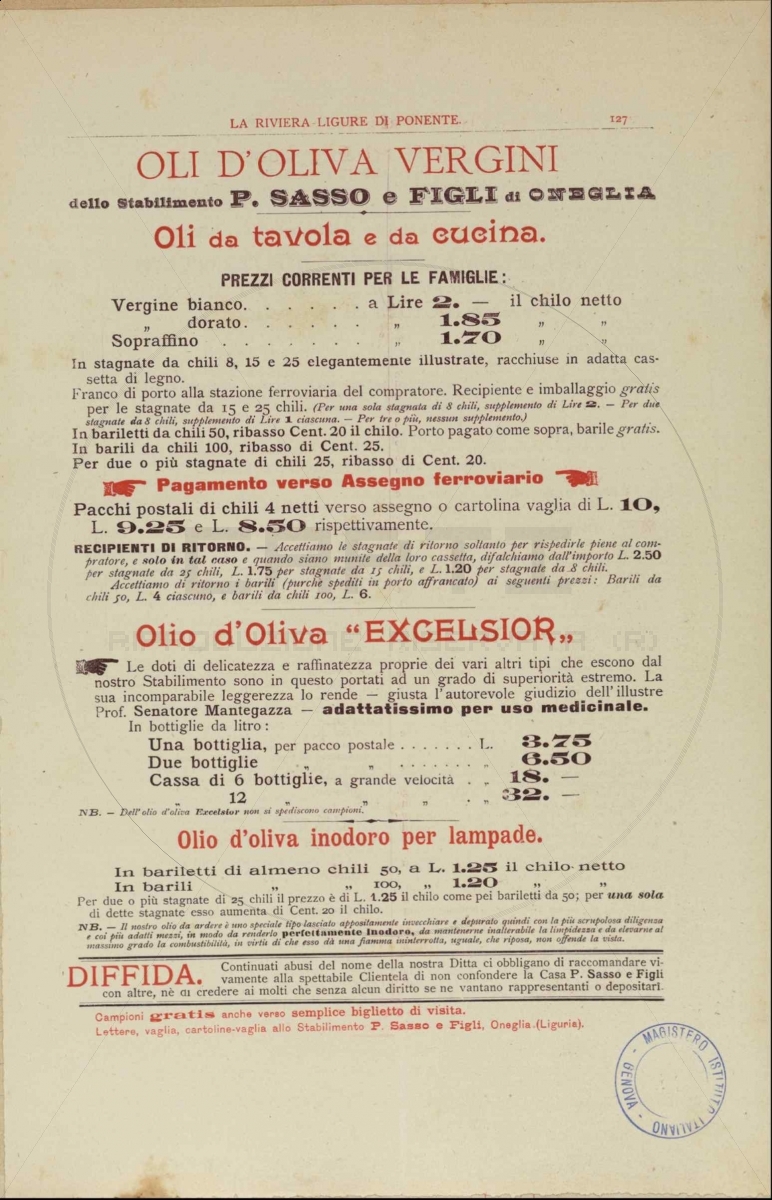 LA RIVIERA LIGURE DI PONENTE. 127
OLI D'OLIVA VERGINI
dello Stabilimento P. SASSO e FIGLI di ONEGLIA
Oli da tavola e da cucina.
PREZZI CORRENTI PER LE FAMIGLIE:
Vergine bianco. . . . . . a Lire 2. — il chilo netto
„ dorato. . . . . . „ 1.85 „ „
Sopraffino . . . . . . . „ 1.70 „ „
In stagnate da chili 8, 15 e 25 elegantemente illustrate, racchiuse in adatta cas-
setta di legno.
Franco di porto alla stazione ferroviaria del compratore. Recipiente e imballaggio gratis
per le stagnate da 15 e 25 chili. (Per una sola stagnata di 8 chili, supplemento di Lire 2. — Per due
stagnate da 8 chili, supplemento di Lire 1 ciascuna. — Per tre o più, nessun supplemento.)
In bariletti da chili 50, ribasso Cent. 20 il chilo. Porto pagato come sopra, barile gratis.
In barili da chili 100, ribasso di Cent. 25.
Per due o più stagnate di chili 25, ribasso di Cent. 20.
Pagamento verso Assegno ferroviario
Pacchi postali di chili 4 netti verso assegno o cartolina vaglia di L. 10,
L. 9.25 e L. 8.50 rispettivamente.
RECIPIENTI DI RITORNO. — Accettiamo le stagnate di ritorno soltanto per rispedirle piene al com-
pratore, e solo in tal caso e quando siano munite della loro cassetta, difalchiamo dall'importo L. 2.50
per stagnate da 25 chili, L. 1.75 per stagnate da 15 chili, e L. 1.20 per stagnate da 8 chili.
Accettiamo di ritorno i barili (purchè spediti in porto affrancato) ai seguenti prezzi: Barili da
chili 50, L. 4 ciascuno, e barili da chili 100, L. 6.
Olio d'Oliva "EXCELSIOR„
Le doti di delicatezza e raffinatezza proprie dei vari altri tipi che escono dal
nostro Stabilimento sono in questo portati ad un grado di superiorità estremo. La
sua incomparabile leggerezza lo rende — giusta l'autorevole giudizio dell'illustre
Prof. Senatore Mantegazza — adattatissimo per uso medicinale.
In bottiglie da litro:
Una bottiglia, per pacco postale . . . . . . . L. 3.75
Due bottiglie „ „ . . . . . . . „ 6.50
Cassa di 6 bottiglie, a grande velocità . „ 18. —
„ 12 „ „ „ . „ 32. —
NB. — Dell'olio d'oliva Excelsior non si spediscono campioni.
Olio d'oliva inodoro per lampade.
In bariletti di almeno chili 50, a L. 1.25 il chilo netto
In barili „ „ 100, „ 1.20 „ „
Per due o più stagnate di 25 chili il prezzo è di L. 1.25 il chilo come pei bariletti da 50; per una sola
di dette stagnate esso aumenta di Cent. 20 il chilo.
NB. — Il nostro olio da ardere è uno speciale tipo lasciato appositamente invecchiare e depurato quindi con la più scrupolosa diligenza
e coi più adatti mezzi, in modo da renderlo perfettamente inodoro, da mantenerne inalterabile la limpidezza e da elevarne al
massimo grado la combustibilità, in virtù di che esso dà una fiamma ininterrotta, uguale, che riposa, non offende la vista.
DIFFIDA. Continuati abusi del nome della nostra Ditta ci obbligano di raccomandare vi-
vamente alla spettabile Clientela di non confondere la Casa P. Sasso e Figli
con altre, nè di credere ai molti che senza alcun diritto se ne vantano rappresentanti o depositari.
Campioni gratis anche verso semplice biglietto di visita.
Lettere, vaglia, cartoline-vaglia allo Stabilimento P. Sasso e Figli, Oneglia (Liguria).
MAGISTERO ISTITUTO ITALIANO - GENOVA -